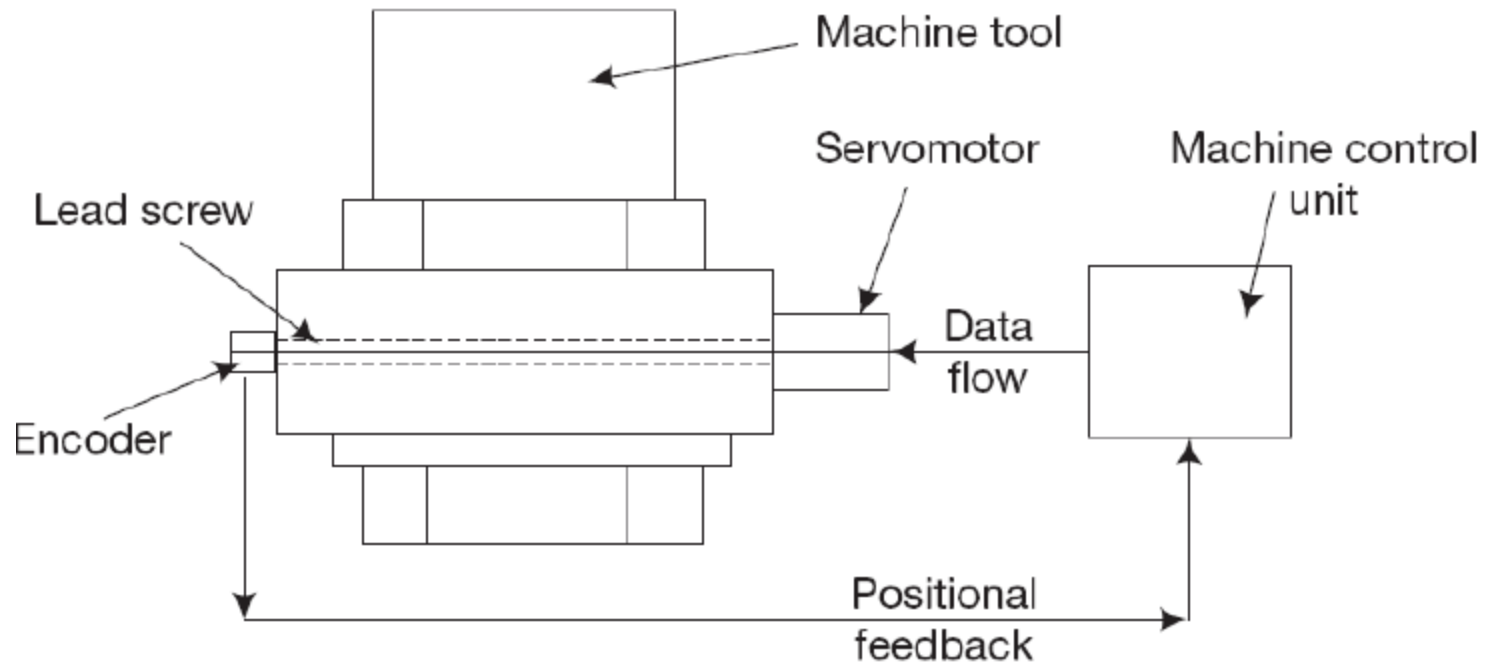 Machine tool
Servomotor
Machine control
unit
Lead screw
Data
flow
Encoder
Positional
feedback